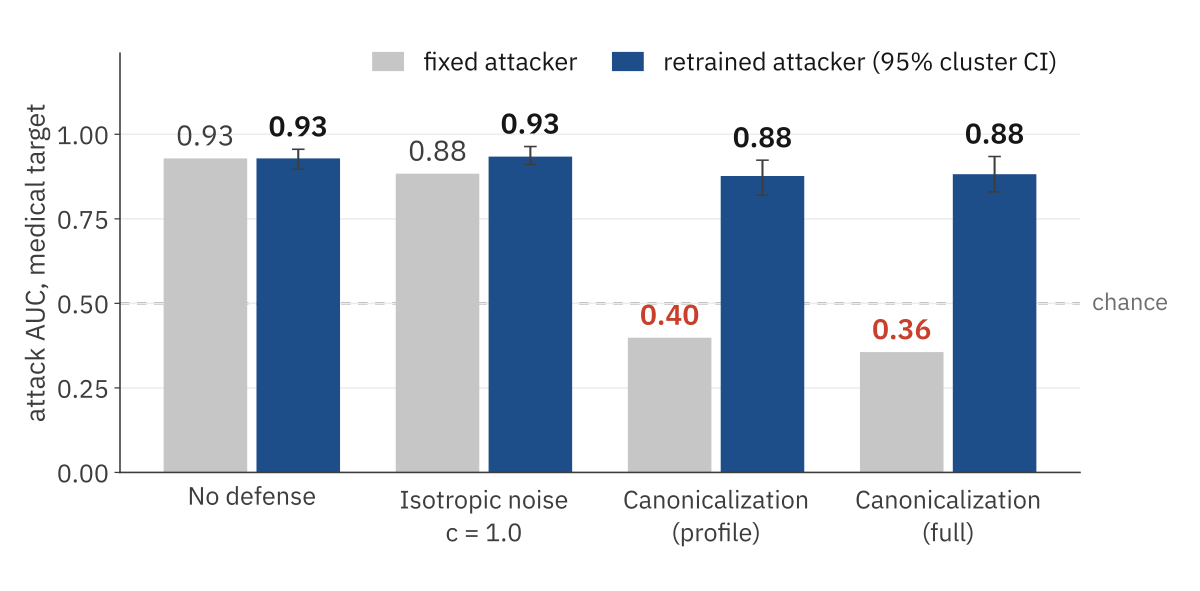 fixed attacker
retrained attacker (95% cluster CI)
attack AUC, medical target
1.00
0.75
0.50
0.25
0.00
0.93
0.93
0.88
0.93
0.40
0.88
0.36
0.88
chance
No defense
Isotropic noise
c = 1.0
Canonicalization
(profile)
Canonicalization
(full)